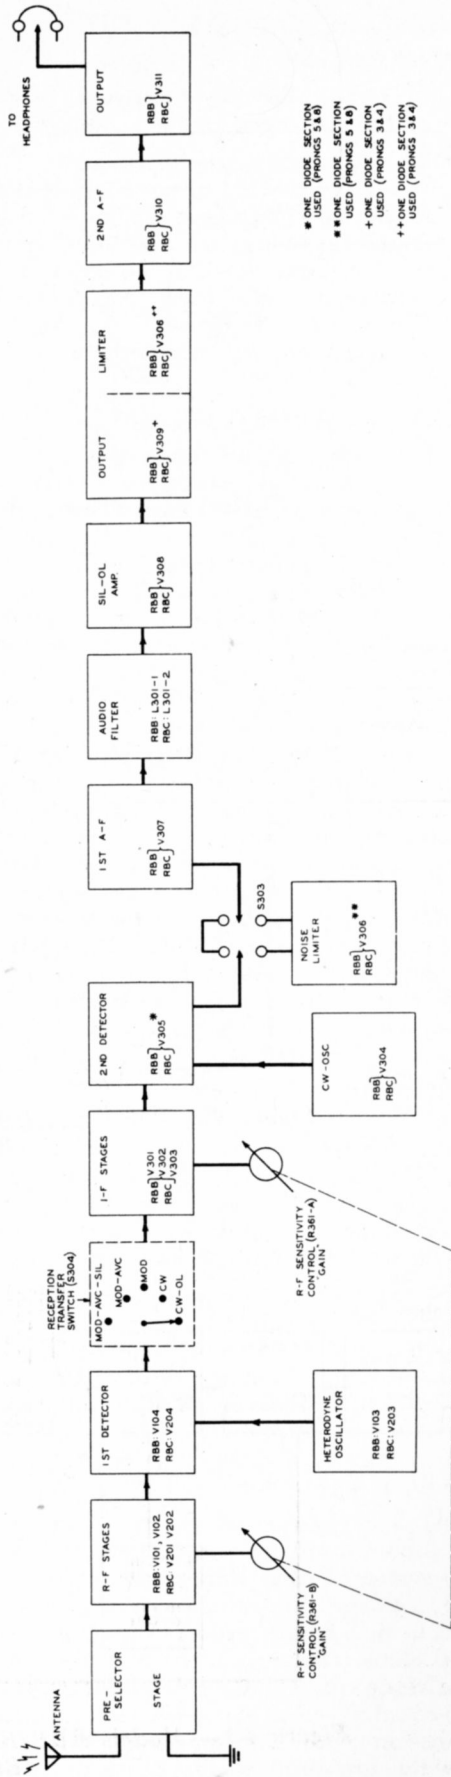 ANTENNA
PRE-
SELECTOR
STAGE
R-F STAGES
RBB:V101, V102
RBC: V201 V202
R-F SENSITIVITY
CONTROL (R361-B)
"GAIN"
1ST DETECTOR
RBB:V104
RBC: V204
HETERODYNE
OSCILLATOR
RBB:V103
RBC: V203
RECEPTION
TRANSFER
SWITCH (S304)
MOD-AVC-SIL
MOD-AVC
MOD
CW
CW-OL
I-F STAGES
RBB} V301
V302
RBC} V303
R-F SENSITIVITY
CONTROL (R361-A)
"GAIN"
2ND DETECTOR
RBB
RBC} V305 *
CW-OSC
RBB
RBC} V304
S303
NOISE
LIMITER
RBB
RBC} V306 **
1ST A-F
RBB
RBC} V307
AUDIO
FILTER
RBB: L301-1
RBC: L301-2
SIL-OL
AMP.
RBB
RBC} V308
OUTPUT
RBB
RBC} V309 +
LIMITER
RBB
RBC} V306 ++
2ND A-F
RBB
RBC} V310
OUTPUT
RBB
RBC} V311
TO
HEADPHONES
* ONE DIODE SECTION
USED (PRONGS 5 & 8)
** ONE DIODE SECTION
USED (PRONGS 5 & 8)
+ ONE DIODE SECTION
USED (PRONGS 3 & 4)
++ ONE DIODE SECTION
USED (PRONGS 3 & 4)